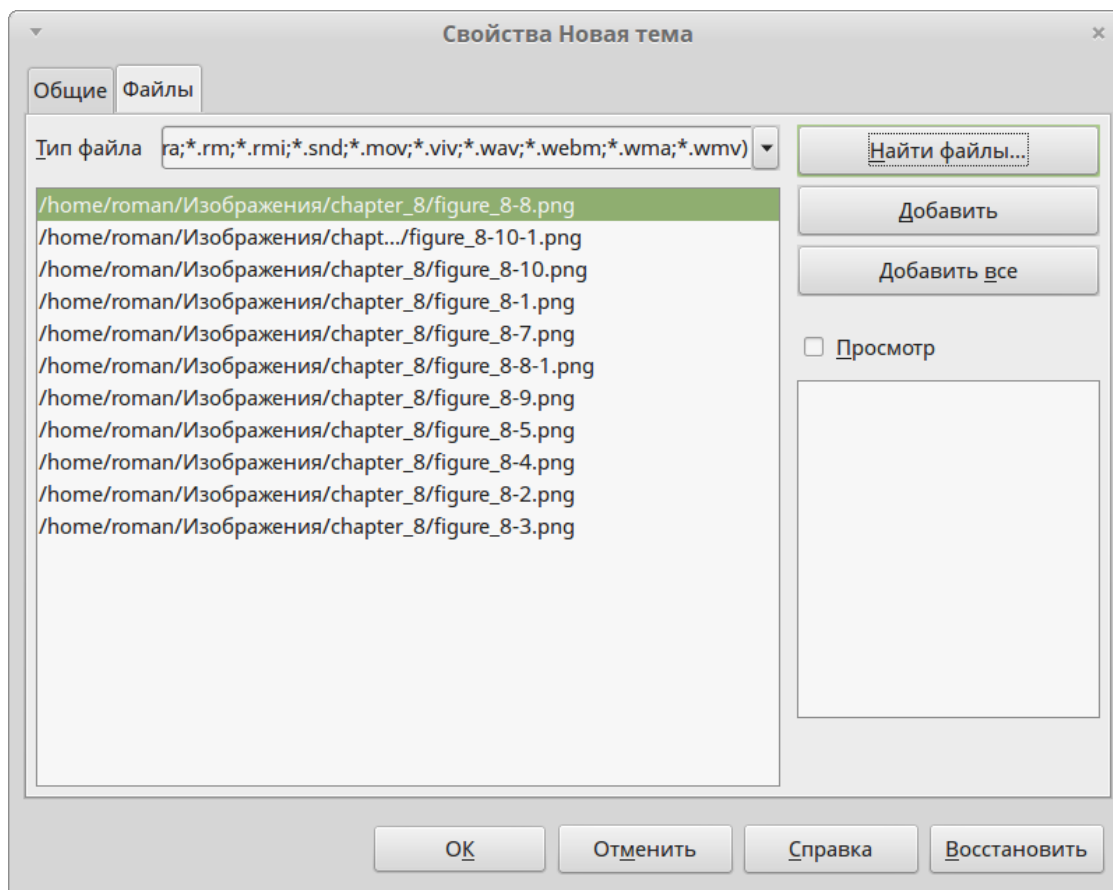 Свойства Новая тема
Общие Файлы
Тип файла ra;*.rm;*.rmi;*.snd;*.mov;*.viv;*.wav;*.webm;*.wma;*.wmv)
Найти файлы...
/home/roman/Изображения/chapter_8/figure_8-8.png
/home/roman/Изображения/chapt.../figure_8-10-1.png
/home/roman/Изображения/chapter_8/figure_8-10.png
/home/roman/Изображения/chapter_8/figure_8-1.png
/home/roman/Изображения/chapter_8/figure_8-7.png
/home/roman/Изображения/chapter_8/figure_8-8-1.png
/home/roman/Изображения/chapter_8/figure_8-9.png
/home/roman/Изображения/chapter_8/figure_8-5.png
/home/roman/Изображения/chapter_8/figure_8-4.png
/home/roman/Изображения/chapter_8/figure_8-2.png
/home/roman/Изображения/chapter_8/figure_8-3.png
Добавить
Добавить все
Просмотр
ОК Отменить Справка Восстановить